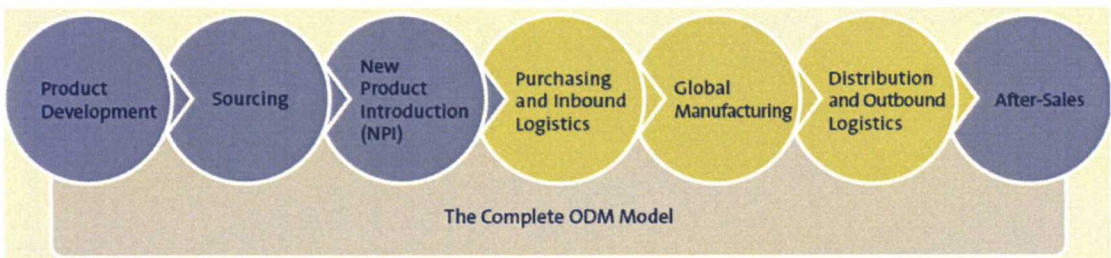 Product
Development
Sourcing
New
Product
Introduction
(NPI)
Purchasing
and Inbound
Logistics
Global
Manufacturing
Distribution
and Outbound
Logistics
After-Sales
The Complete ODM Model